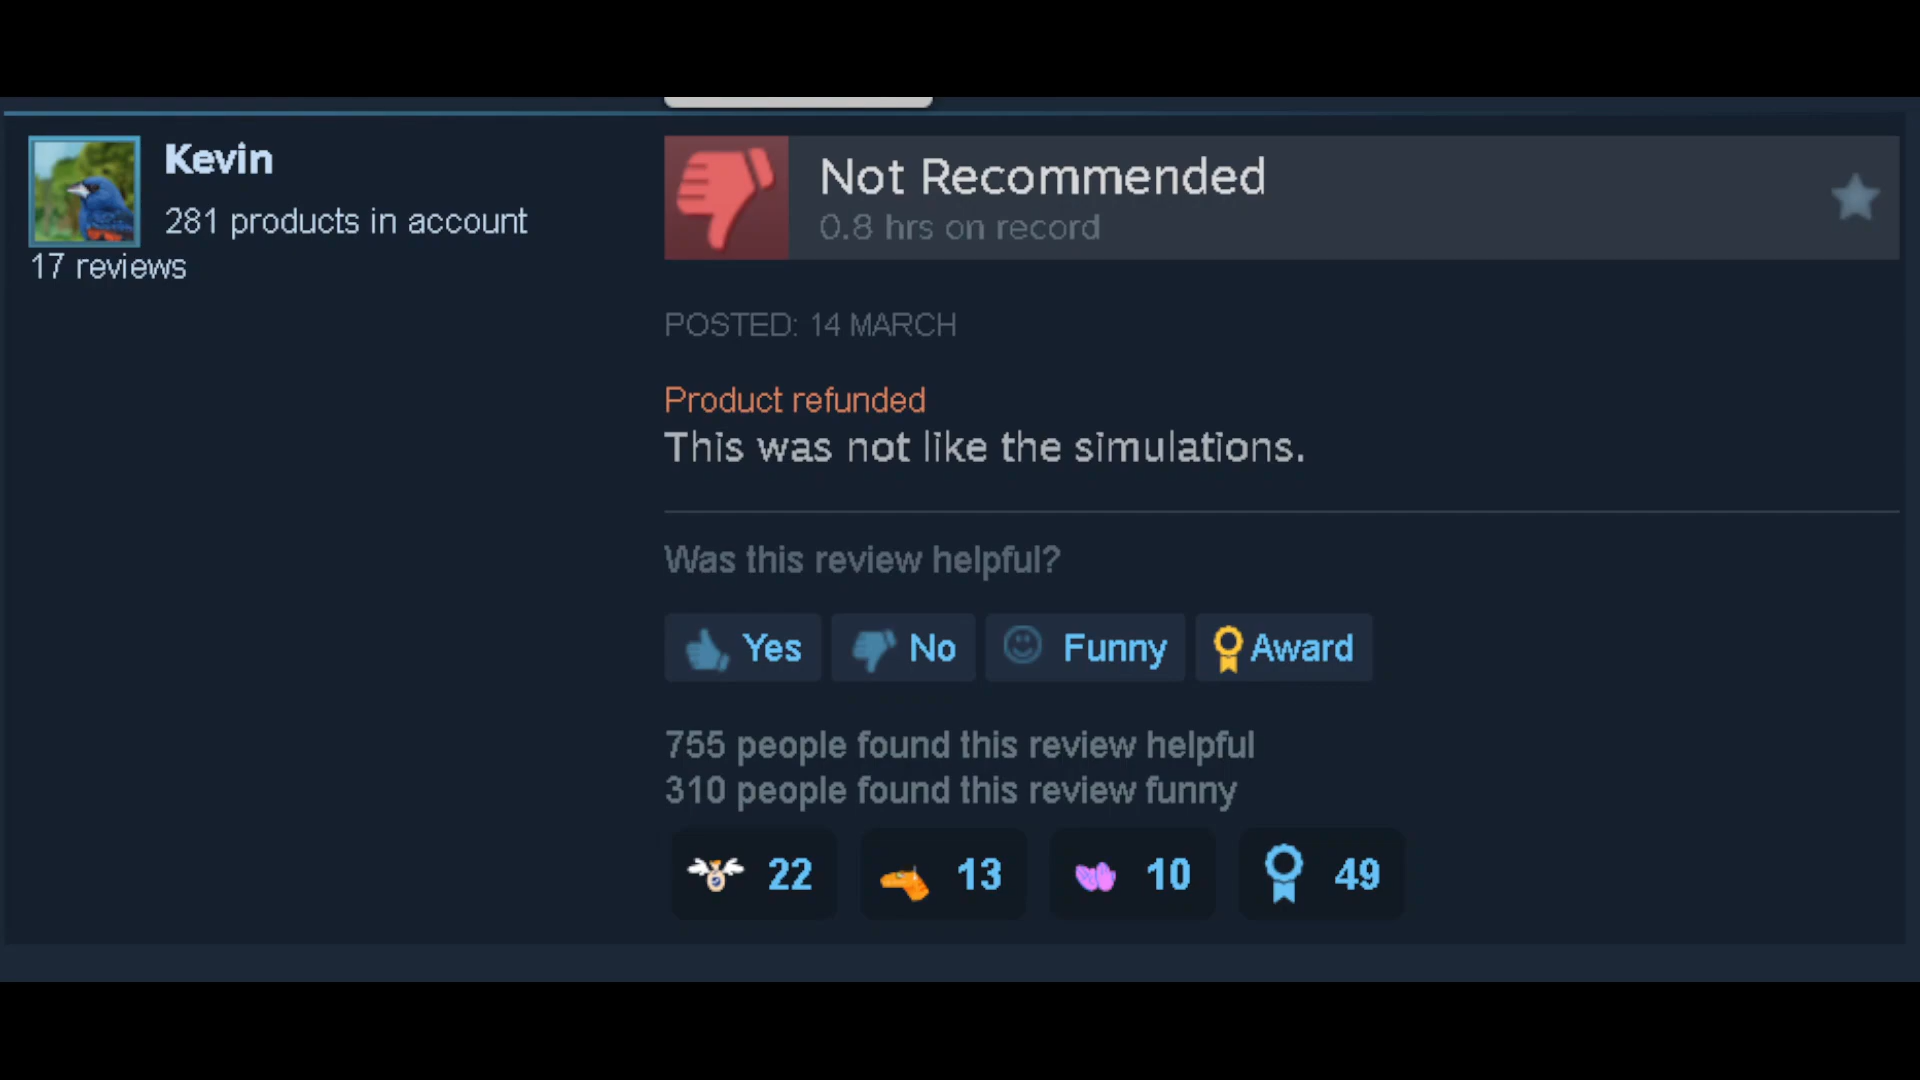 Kevin
281 products in account
17 reviews
Not Recommended
0.8 hrs on record
POSTED: 14 MARCH
Product refunded
This was not like the simulations.
Was this review helpful?
Yes
No
Funny
Award
755 people found this review helpful
310 people found this review funny
22
13
10
49